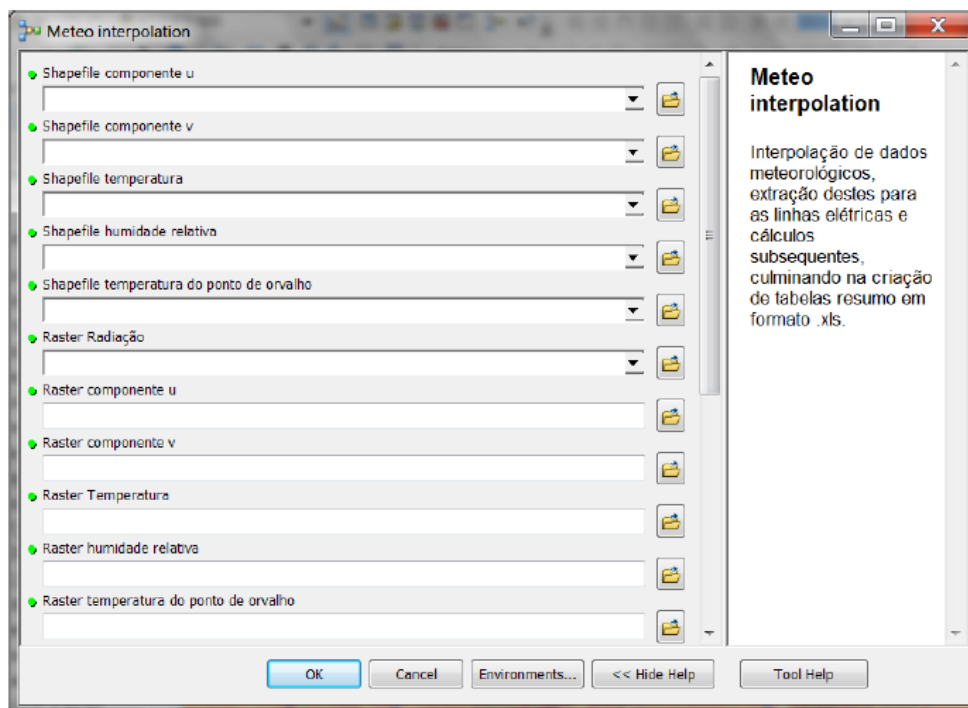 Meteo interpolation
Shapefile componente u
Shapefile componente v
Shapefile temperatura
Shapefile humidade relativa
Shapefile temperatura do ponto de orvalho
Raster Radiação
Raster componente u
Raster componente v
Raster Temperatura
Raster humidade relativa
Raster temperatura do ponto de orvalho
Meteo
interpolation
Interpolação de dados
meteorológicos,
extração destes para
as linhas elétricas e
cálculos
subsequentes,
culminando na criação
de tabelas resumo em
formato .xls.
OK
Cancel
Environments...
<< Hide Help
Tool Help